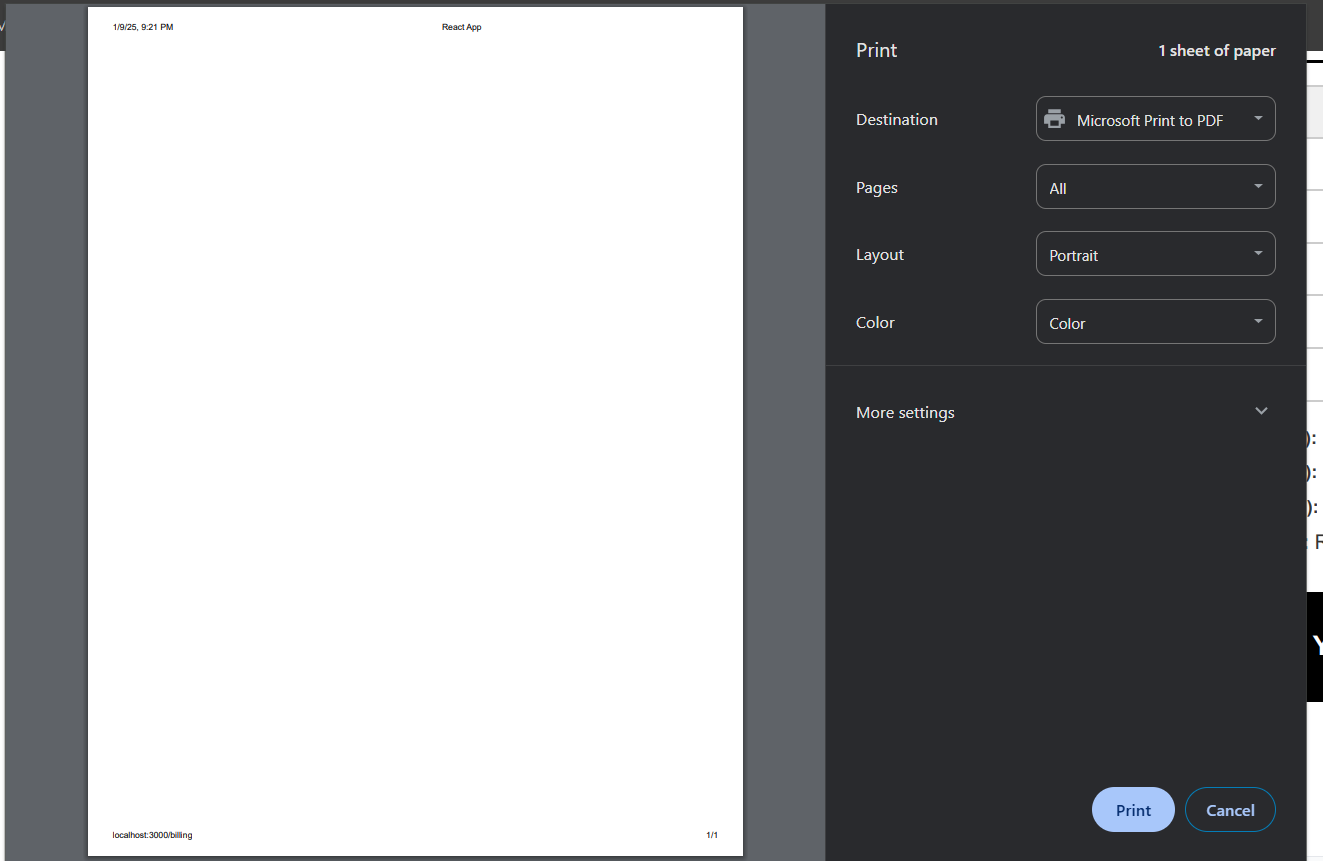 1/9/25, 9:21 PM
React App
localhost:3000/billing
1/1
Print
1 sheet of paper
Destination
Microsoft Print to PDF
Pages
All
Layout
Portrait
Color
Color
More settings
Print
Cancel
):
):
):
: R
Y